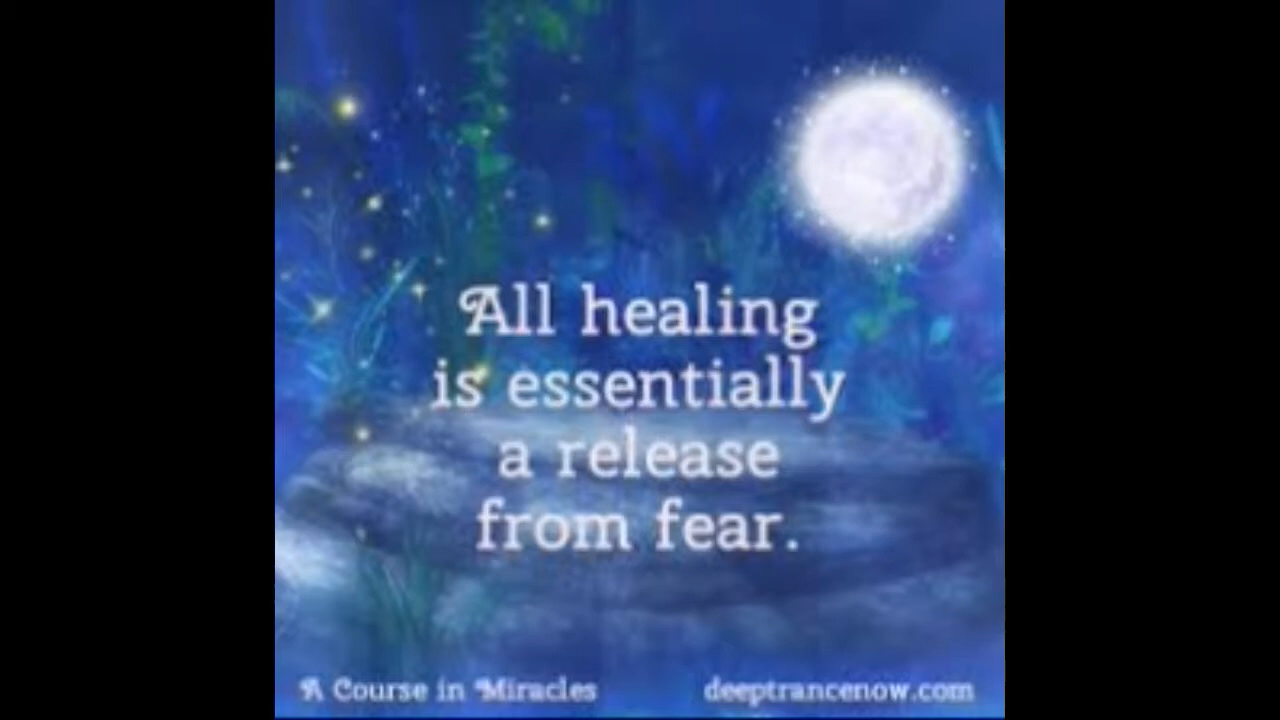 All healing
is essentially
a release
from fear.
A Course in Miracles
deeptrancenow.com